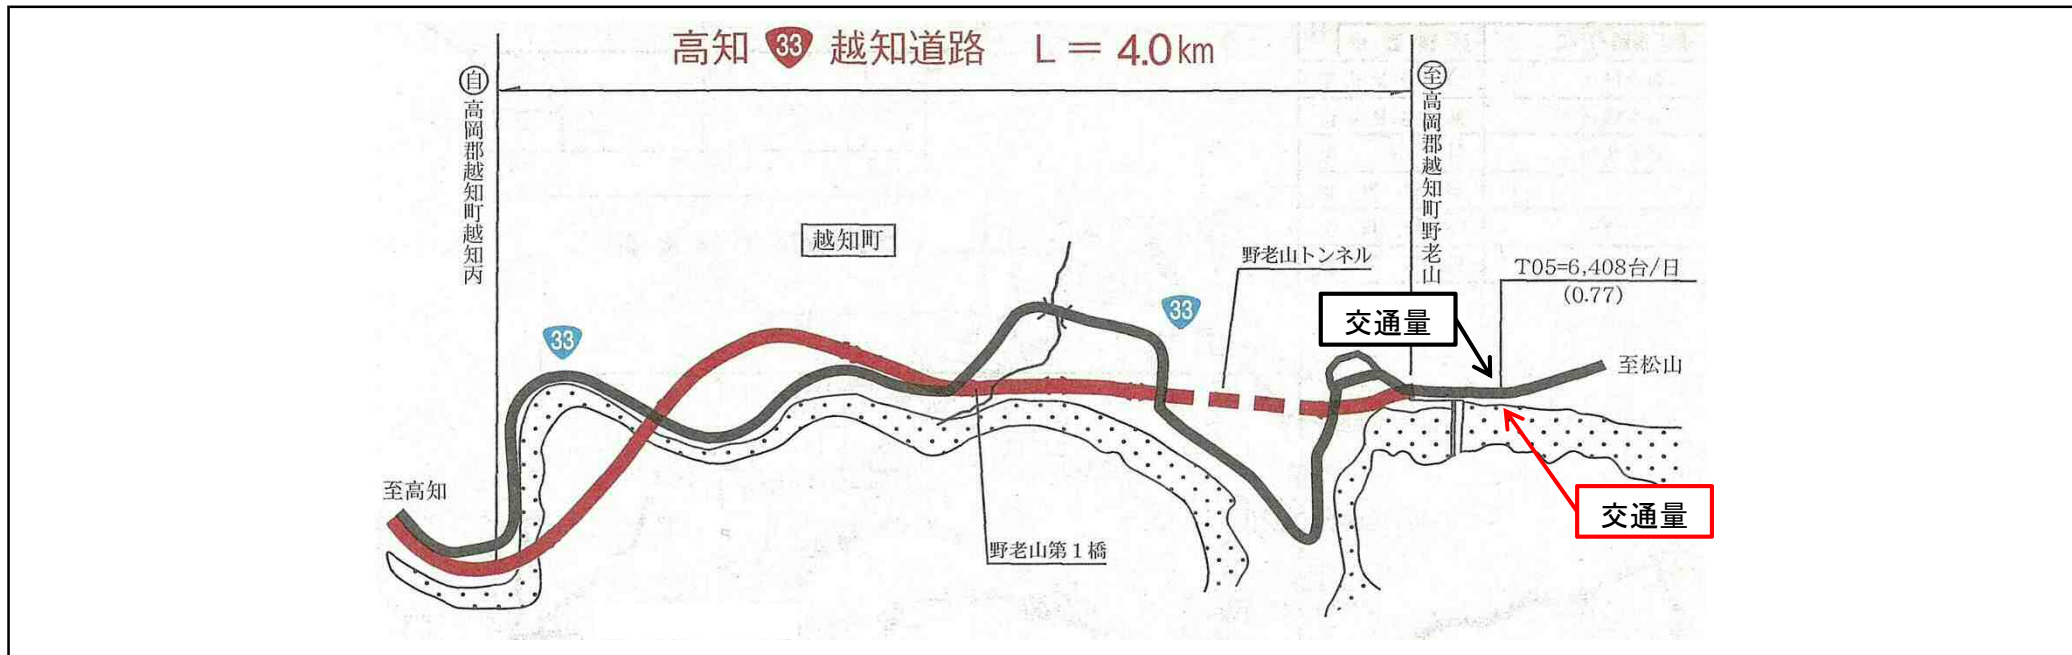 高知 33 越知道路 L = 4.0km
自 高岡郡越知町越知丙
至 高岡郡越知町野老山
越知町
野老山トンネル
T05=6,408台/日
(0.77)
33
33
交通量
至松山
至高知
交通量
野老山第1橋